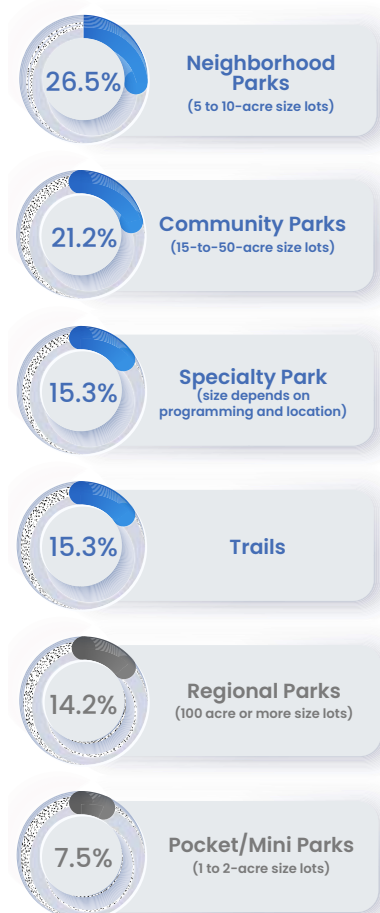 26.5%
Neighborhood
Parks
(5 to 10-acre size lots)
21.2%
Community Parks
(15-to-50-acre size lots)
15.3%
Specialty Park
(size depends on
programming and location)
15.3%
Trails
14.2%
Regional Parks
(100 acre or more size lots)
7.5%
Pocket/Mini Parks
(1 to 2-acre size lots)